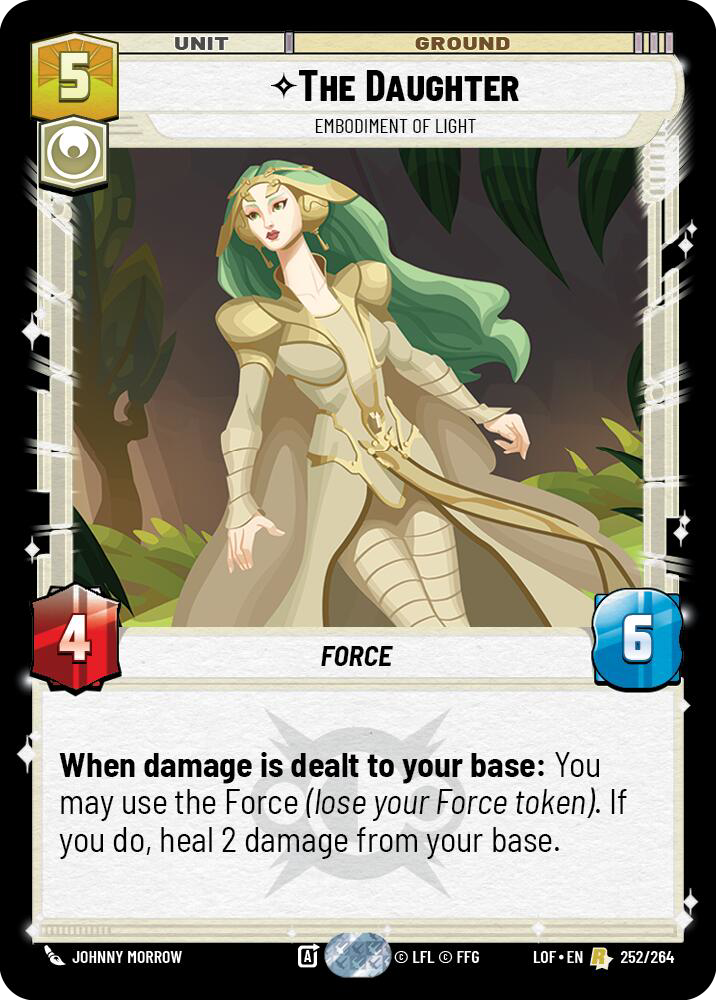 UNIT
GROUND
5
THE DAUGHTER
EMBODIMENT OF LIGHT
4
FORCE
6
When damage is dealt to your base: You
may use the Force (lose your Force token). If
you do, heal 2 damage from your base.
JOHNNY MORROW
A
© LFL © FFG
LOF • EN
R
252/264